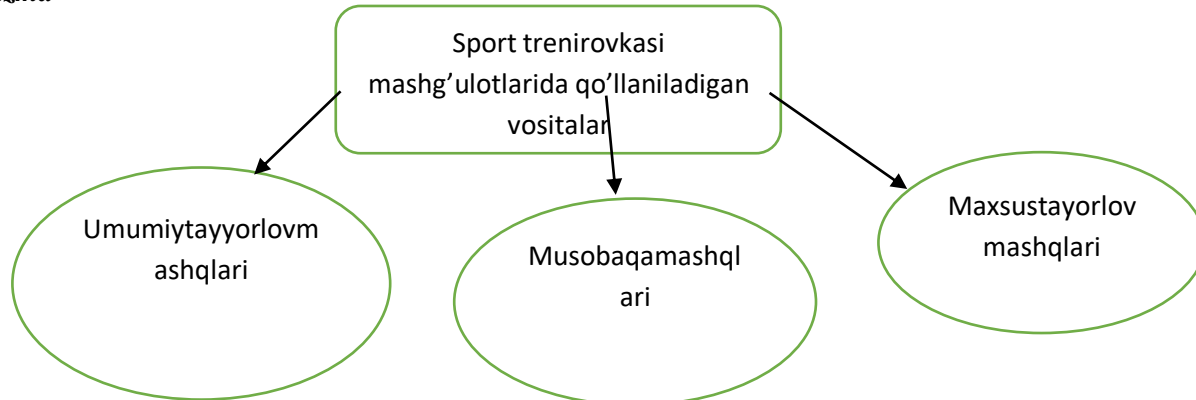 Sport trenirovkasi
mashg’ulotlarida qo’llaniladigan
vositalar
Umumiytayyorlovm
ashqlari
Musobaqamashql
ari
Maxsustayorlov
mashqlari